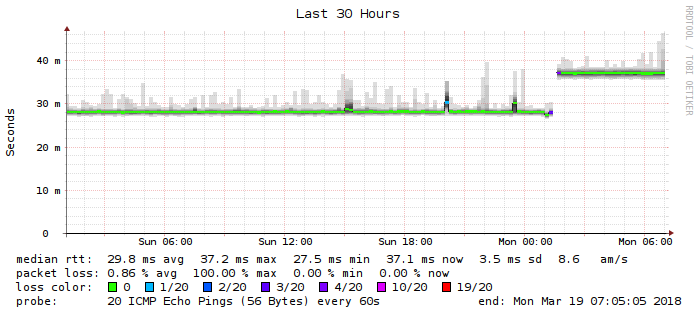 Last 30 Hours
RRDTOOL / TOBI OETIKER
Seconds
40 m
30 m
20 m
10 m
0
Sun 06:00 Sun 12:00 Sun 18:00 Mon 00:00 Mon 06:00
median rtt: 29.8 ms avg 37.2 ms max 27.5 ms min 37.1 ms now 3.5 ms sd 8.6 am/s
packet loss: 0.86 % avg 100.00 % max 0.00 % min 0.00 % now
loss color: 0 1/20 2/20 3/20 4/20 10/20 19/20
probe: 20 ICMP Echo Pings (56 Bytes) every 60s end: Mon Mar 19 07:05:05 2018